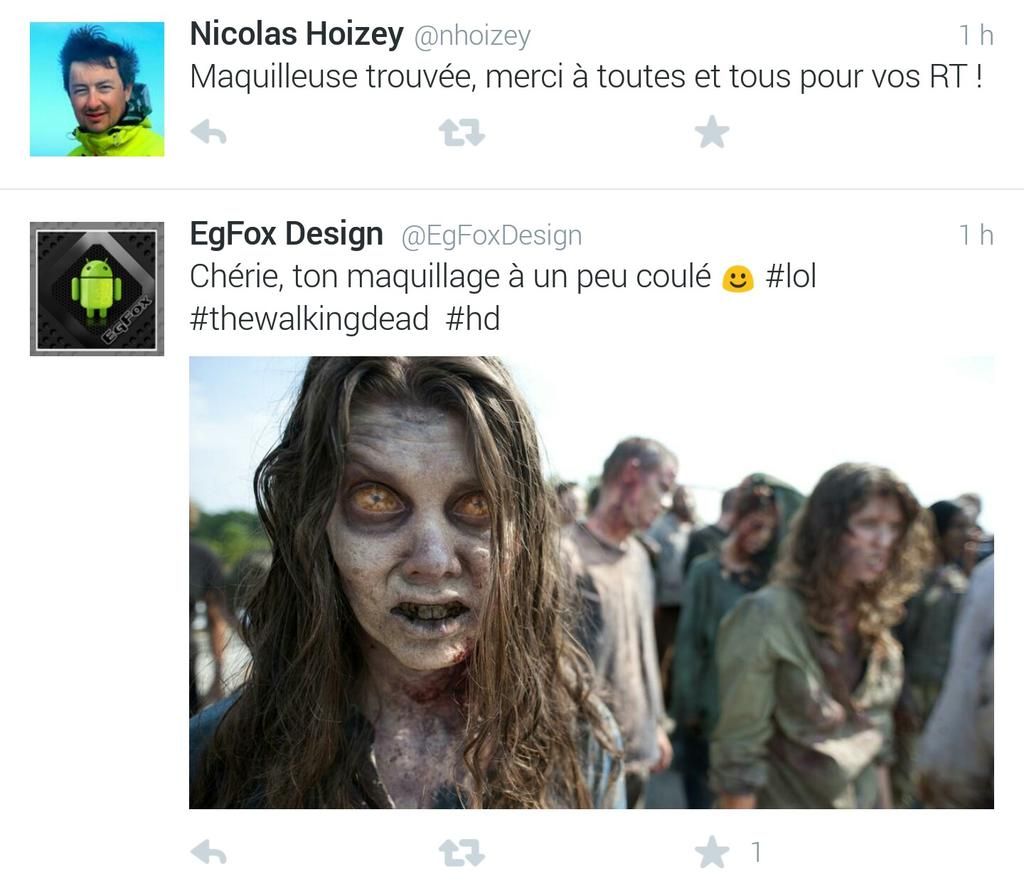 Nicolas Hoizey @nhoizey 1 h
Maquilleuse trouvée, merci à toutes et tous pour vos RT !
EgFox Design @EgFoxDesign 1 h
Chérie, ton maquillage à un peu coulé #lol
#thewalkingdead #hd
EgFox
1